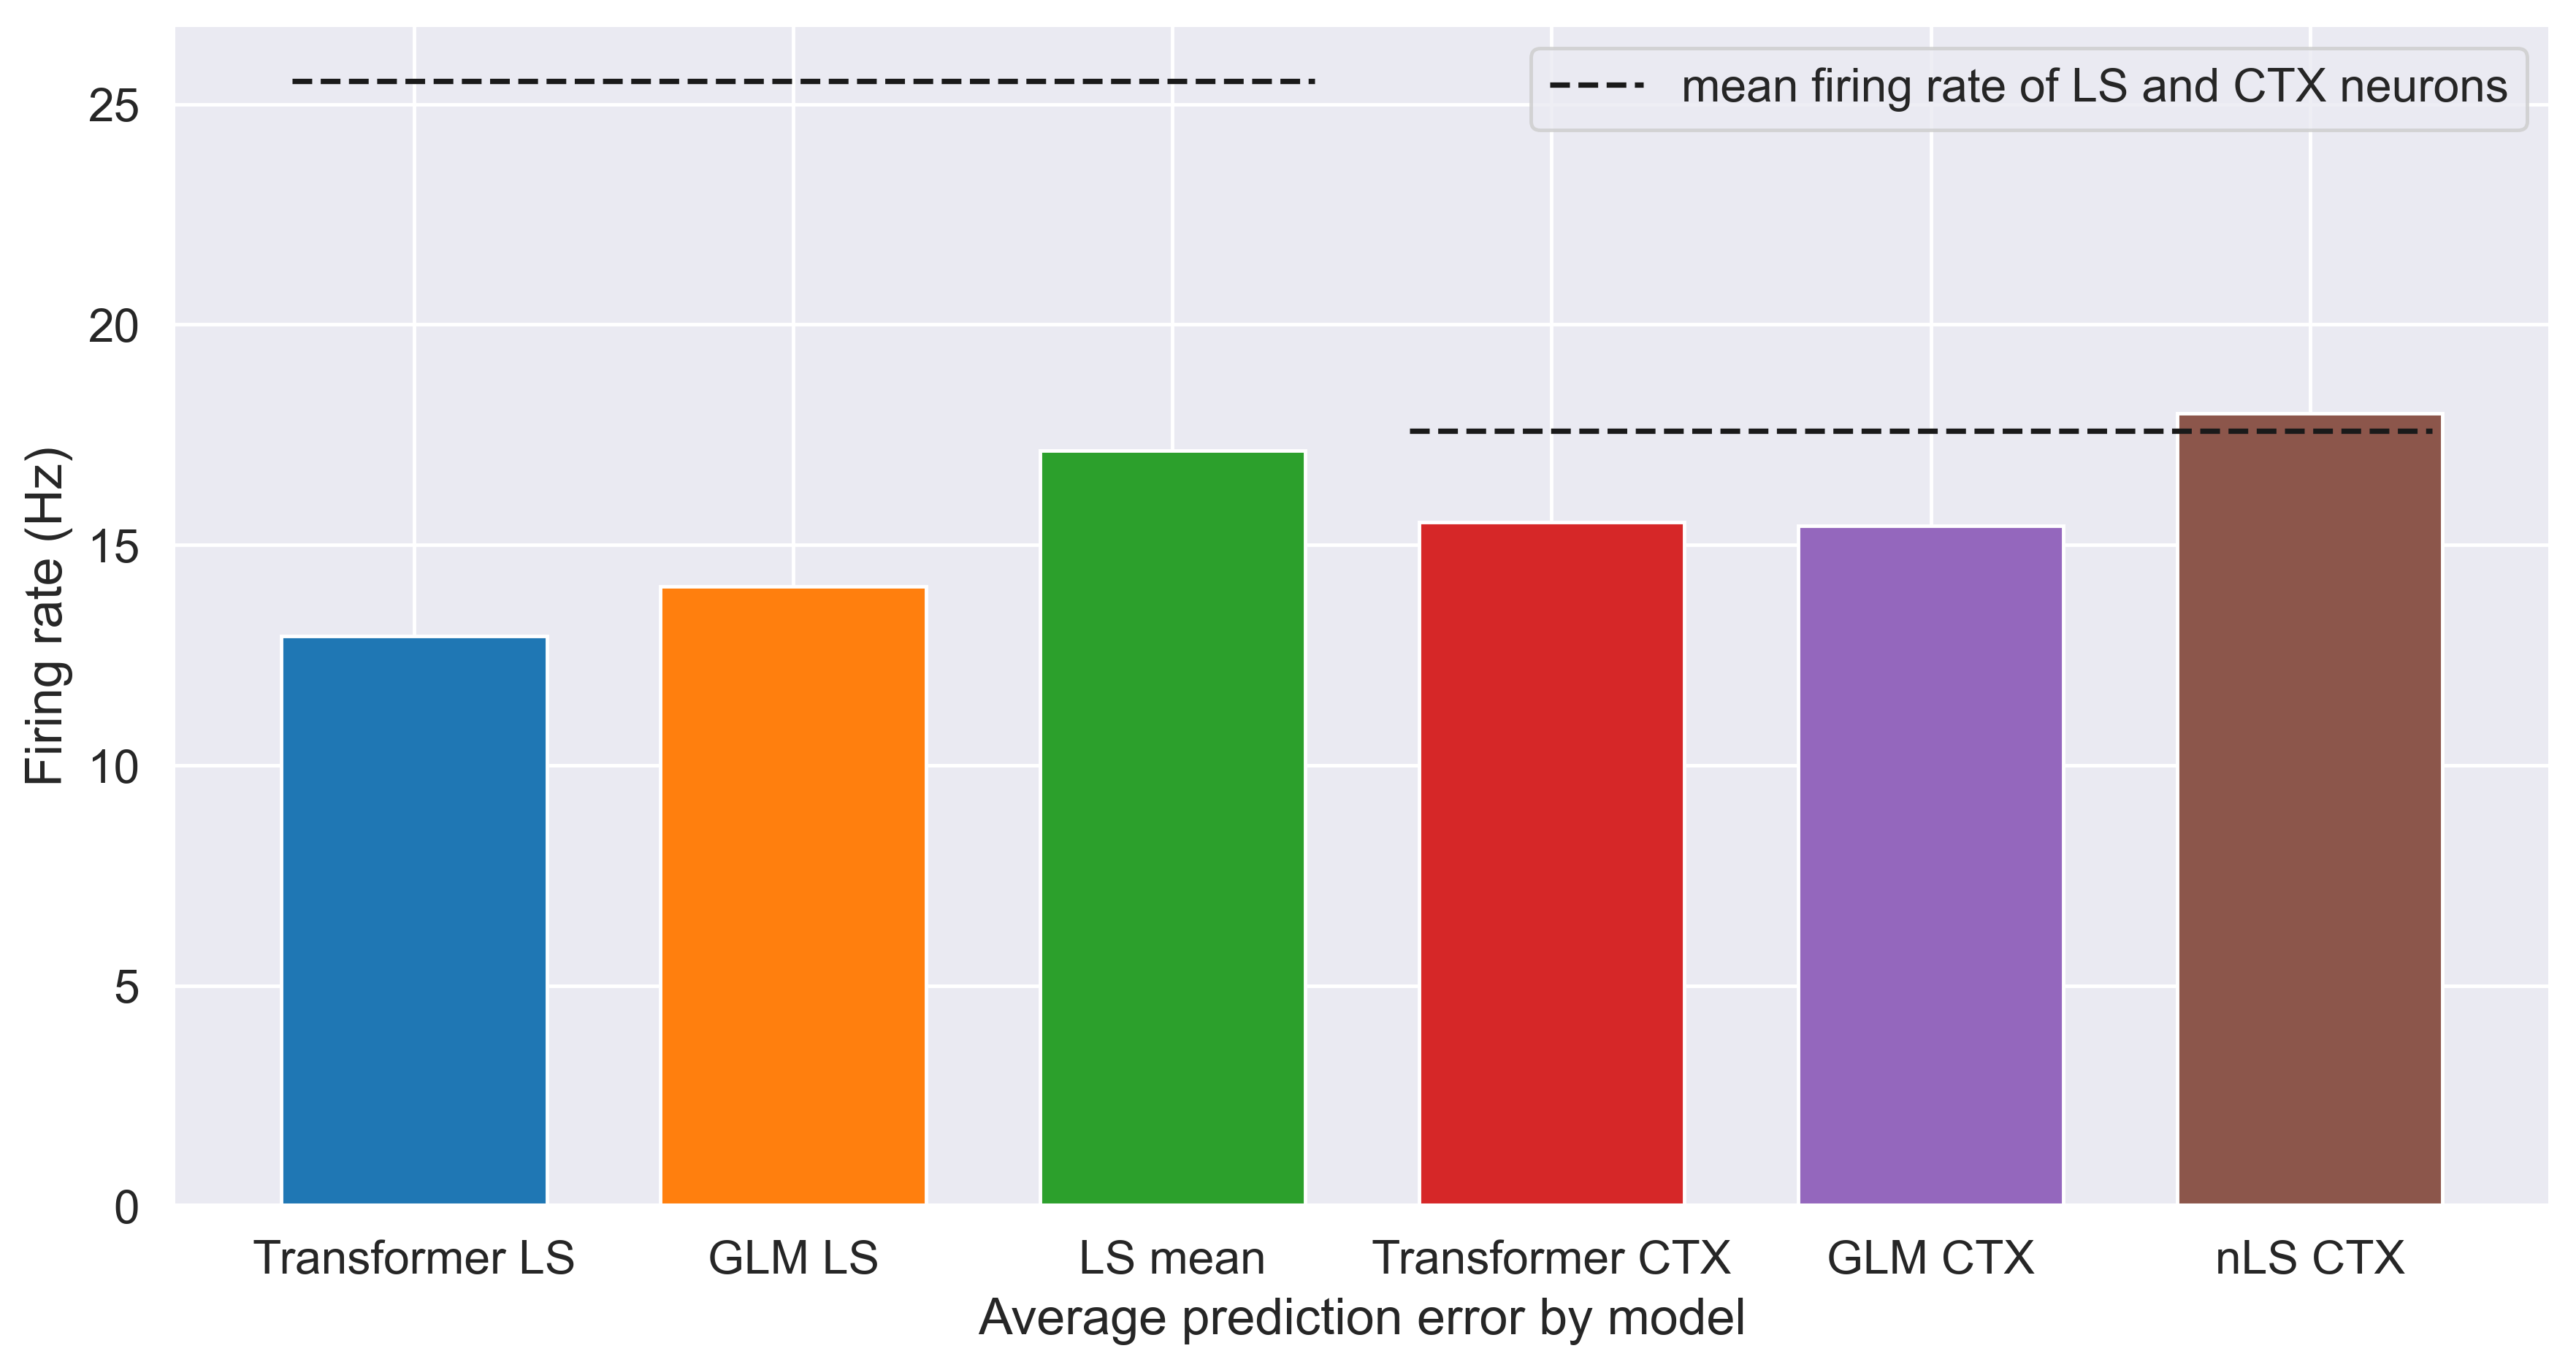 mean firing rate of LS and CTX neurons
25
20
15
10
5
0
Firing rate (Hz)
Transformer LS
GLM LS
LS mean
Transformer CTX
GLM CTX
nLS CTX
Average prediction error by model